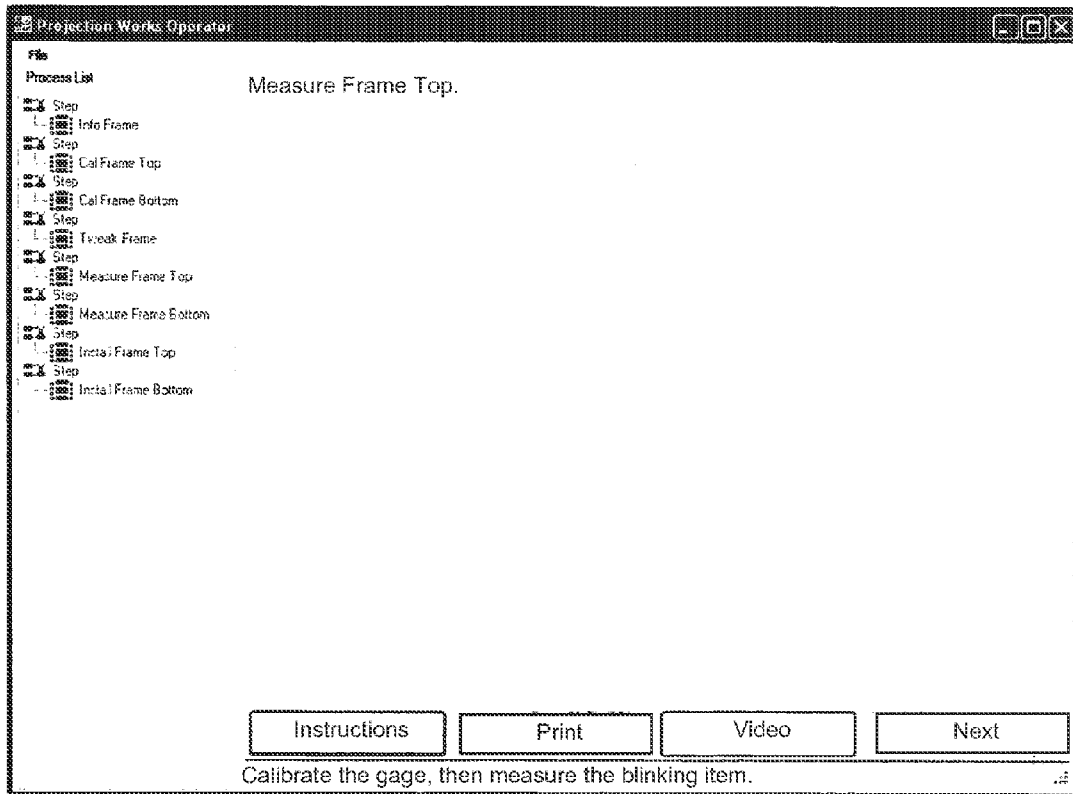 Projection Works Operator
File
Process List
Step
Info Frame
Step
Cal Frame Top
Step
Cal Frame Bottom
Step
Tweak Frame
Step
Measure Frame Top
Step
Measure Frame Bottom
Step
Install Frame Top
Step
Install Frame Bottom
Measure Frame Top.
Instructions
Print
Video
Next
Calibrate the gage, then measure the blinking item.